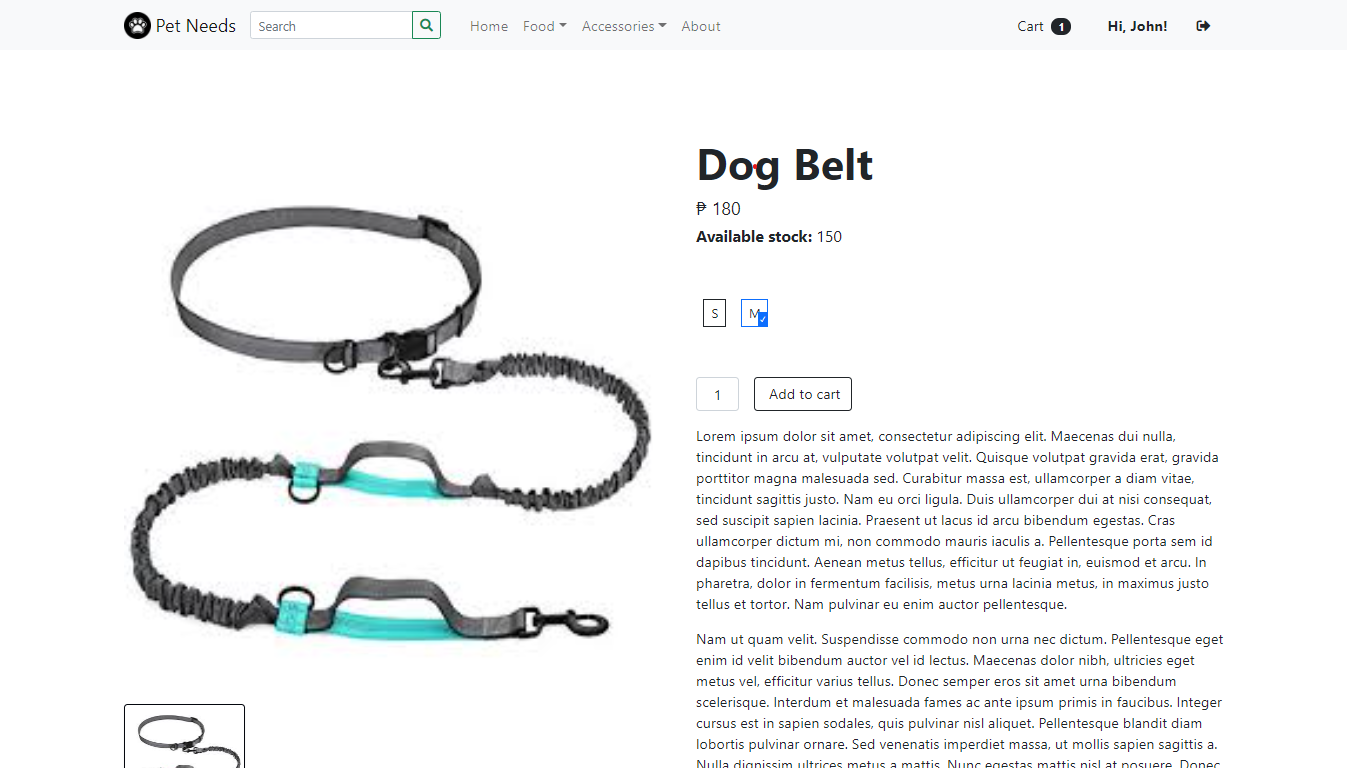 Pet Needs
Search
Home
Food
Accessories
About
Cart 1
Hi, John!
Dog Belt
₱ 180
Available stock: 150
S
M
1
Add to cart
Lorem ipsum dolor sit amet, consectetur adipiscing elit. Maecenas dui nulla,
tincidunt in arcu at, vulputate volutpat velit. Quisque volutpat gravida erat, gravida
porttitor magna malesuada sed. Curabitur massa est, ullamcorper a diam vitae,
tincidunt sagittis justo. Nam eu orci ligula. Duis ullamcorper dui at nisi consequat,
sed suscipit sapien lacinia. Praesent ut lacus id arcu bibendum egestas. Cras
ullamcorper dictum mi, non commodo mauris iaculis a. Pellentesque porta sem id
dapibus tincidunt. Aenean metus tellus, efficitur ut feugiat in, euismod et arcu. In
pharetra, dolor in fermentum facilisis, metus urna lacinia metus, in maximus justo
tellus et tortor. Nam pulvinar eu enim auctor pellentesque.
Nam ut quam velit. Suspendisse commodo non urna nec dictum. Pellentesque eget
enim id velit bibendum auctor vel id lectus. Maecenas dolor nibh, ultricies eget
metus vel, efficitur varius tellus. Donec semper eros sit amet urna bibendum
scelerisque. Interdum et malesuada fames ac ante ipsum primis in faucibus. Integer
cursus est in sapien sodales, quis pulvinar nisl aliquet. Pellentesque blandit diam
lobortis pulvinar ornare. Sed venenatis imperdiet massa, ut mollis sapien sagittis a.
Nulla dignissim ultrices metus a mattis. Nunc egestas mattis nisl at posuere. Donec